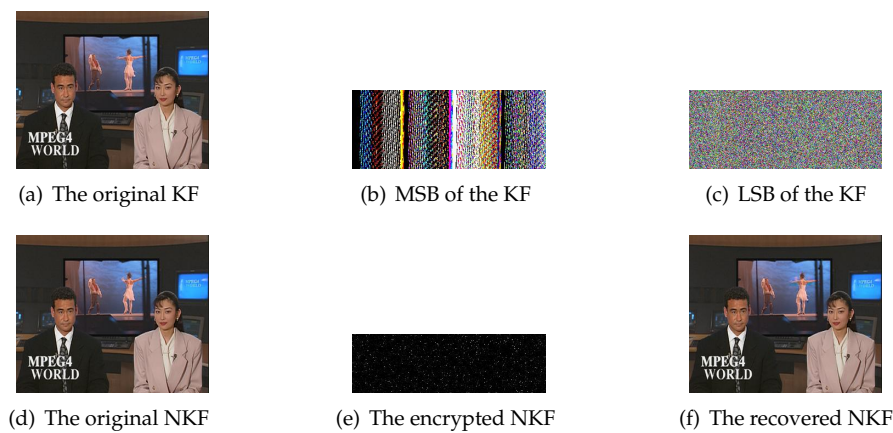 MPEG4
WORLD
(a) The original KF
(b) MSB of the KF
(c) LSB of the KF
MPEG4
WORLD
(d) The original NKF
(e) The encrypted NKF
MPEG4
WORLD
(f) The recovered NKF